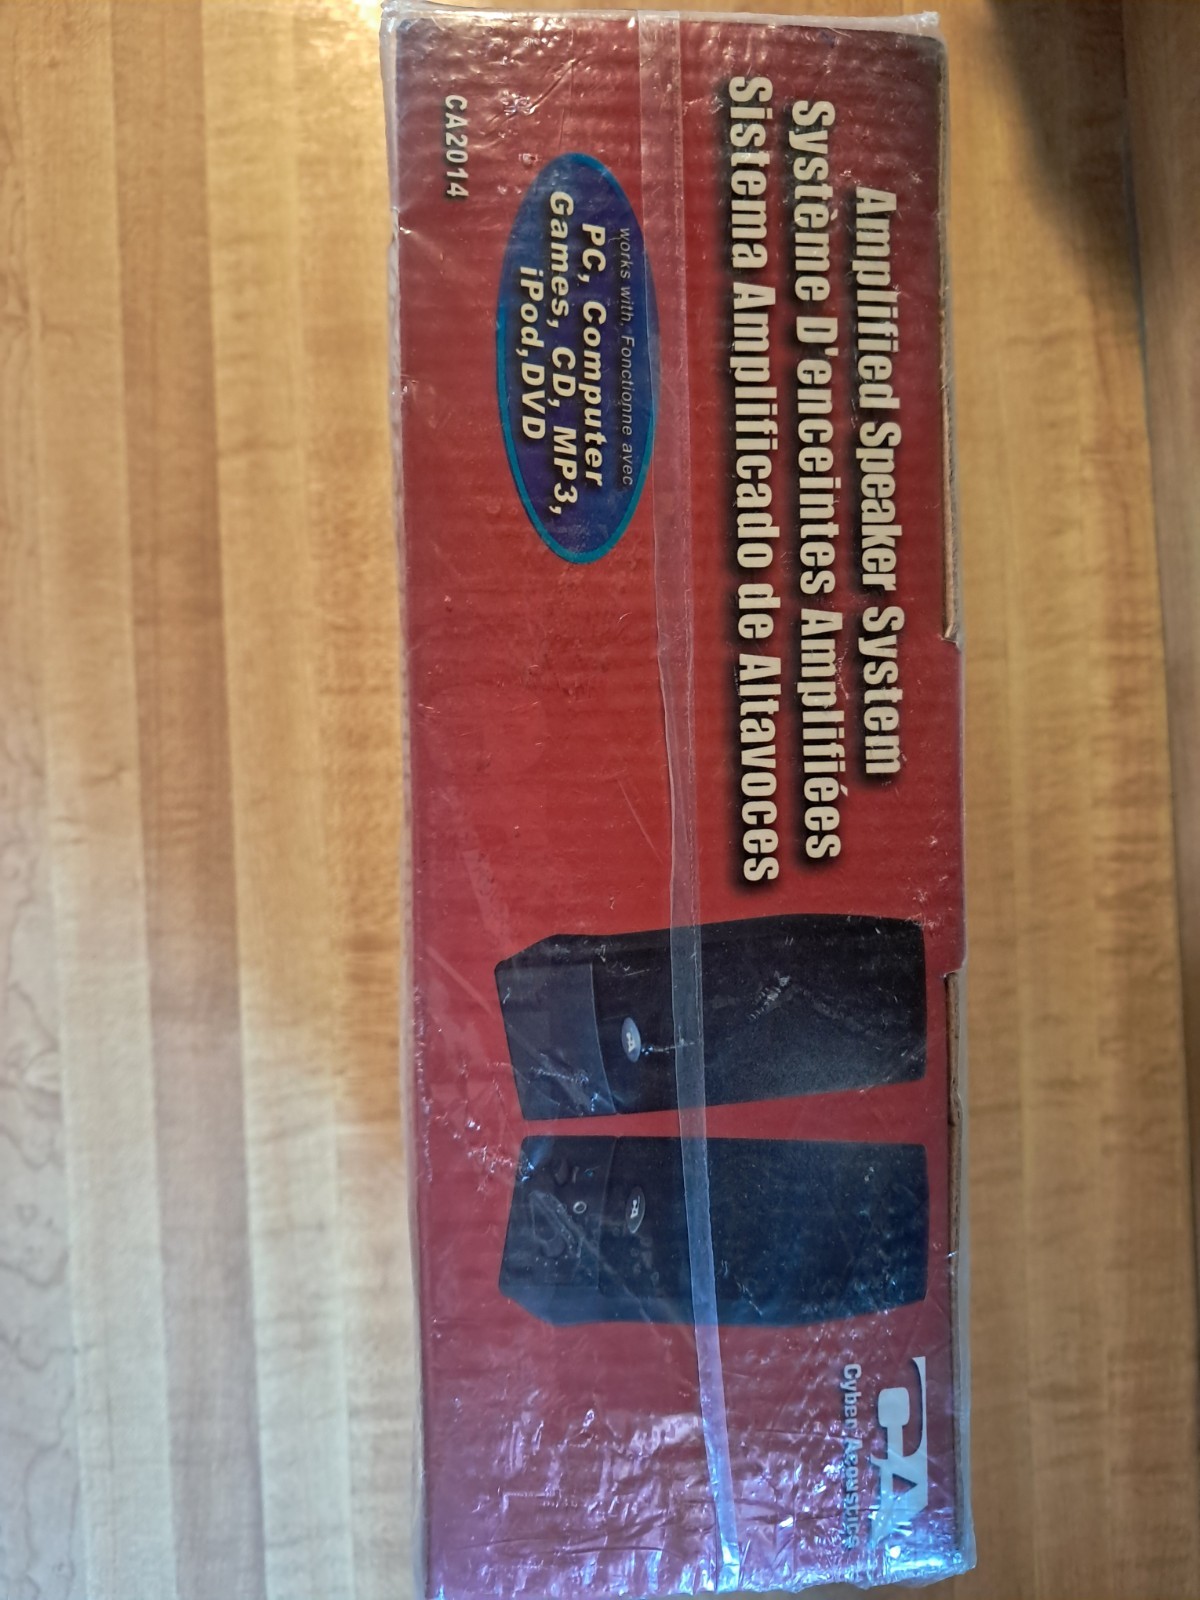 Amplified Speaker System
Système D'enceintes Amplifiées
Sistema Amplificado de Altavoces
works with, Fonctionne avec
PC, Computer
Games, CD, MP3,
iPod,DVD
CA2014
CA
Cyber Acoustics